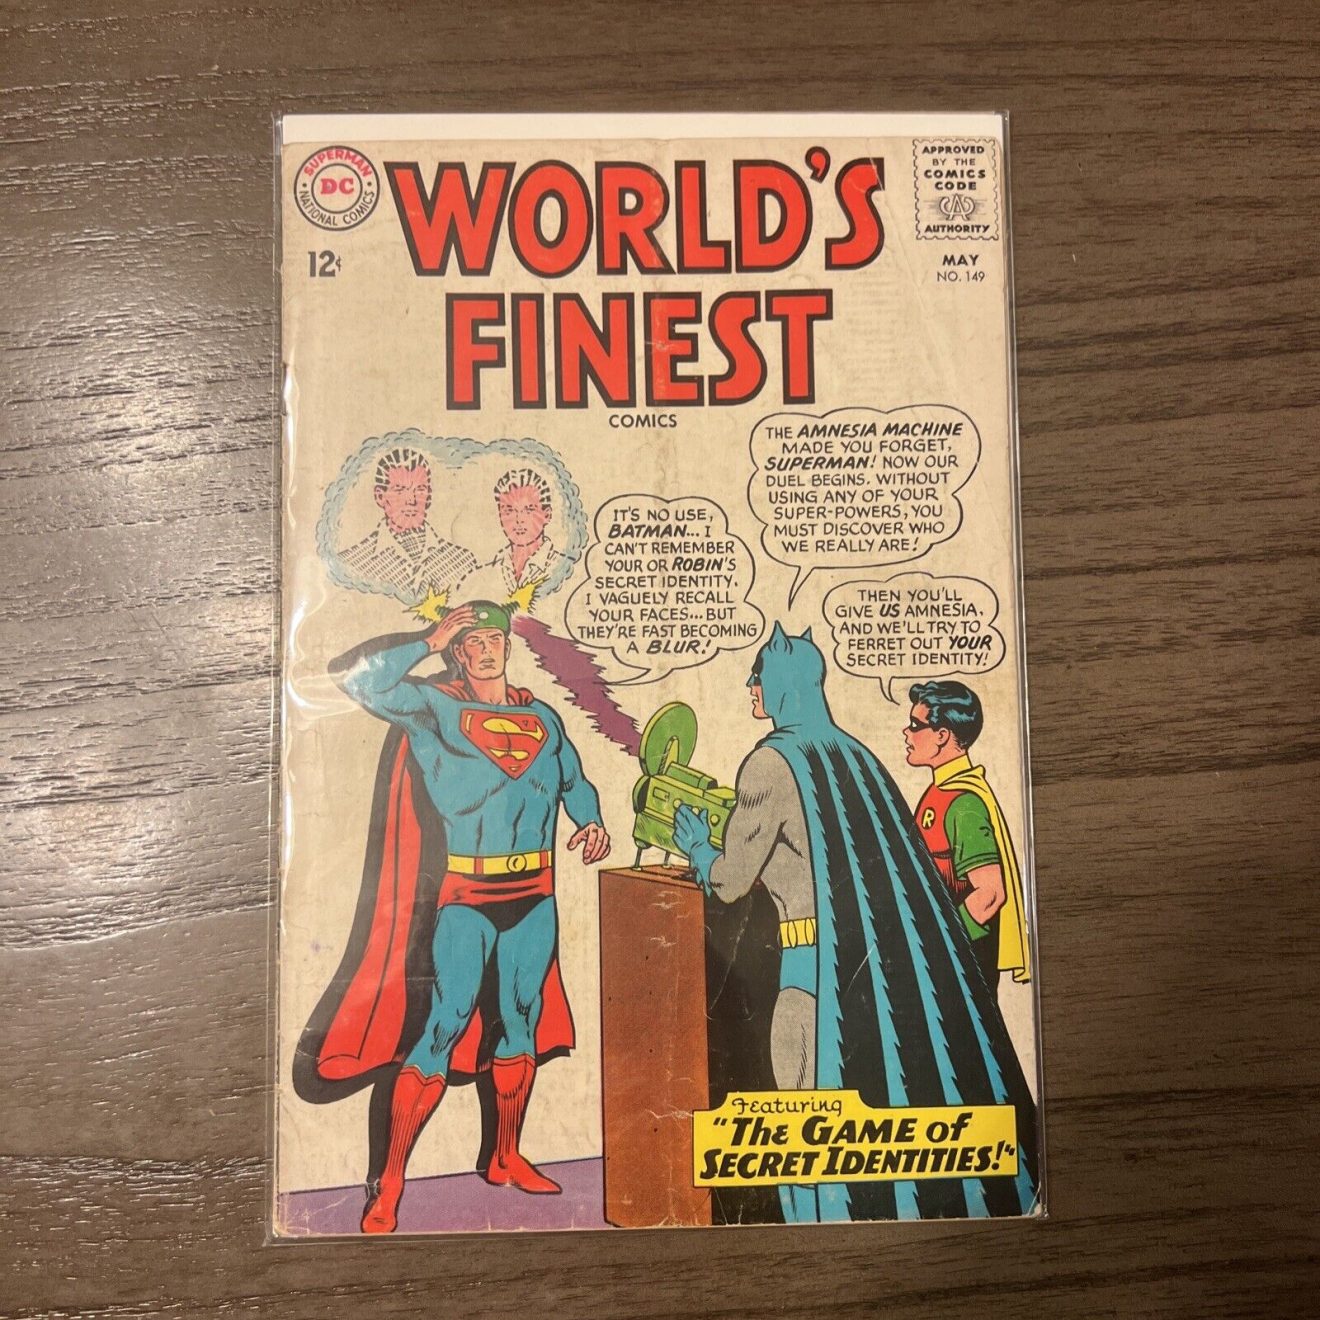 SUPERMAN
DC
NATIONAL COMICS
12¢
WORLD'S
FINEST
COMICS
APPROVED
BY THE
COMICS
CODE
CA
AUTHORITY
MAY
NO. 149
THE AMNESIA MACHINE
MADE YOU FORGET,
SUPERMAN! NOW OUR
DUEL BEGINS. WITHOUT
USING ANY OF YOUR
SUPER-POWERS, YOU
MUST DISCOVER WHO
WE REALLY ARE!
IT'S NO USE,
BATMAN... I
CAN'T REMEMBER
YOUR OR ROBIN'S
SECRET IDENTITY.
I VAGUELY RECALL
YOUR FACES... BUT
THEY'RE FAST BECOMING
A BLUR!
THEN YOU'LL
GIVE US AMNESIA,
AND WE'LL TRY TO
FERRET OUT YOUR
SECRET IDENTITY!
S
R
Featuring
"The GAME of
SECRET IDENTITIES!"